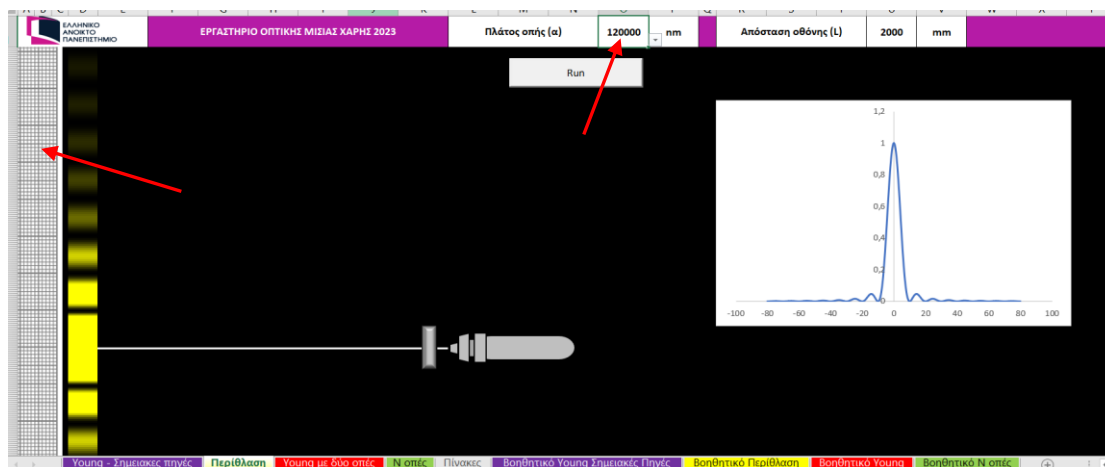 ΕΛΛΗΝΙΚΟ
ΑΝΟΙΚΤΟ
ΠΑΝΕΠΙΣΤΗΜΙΟ
ΕΡΓΑΣΤΗΡΙΟ ΟΠΤΙΚΗΣ ΜΙΣΙΑΣ ΧΑΡΗΣ 2023
Πλάτος οπής (α) 120000 nm
Απόσταση οθόνης (L) 2000 mm
Run
1,2
1
0,8
0,6
0,4
0,2
0
-100 -80 -60 -40 -20 0 20 40 60 80 100
Young - Σημειακες πηγές Περίθλαση Young με δύο οπές Ν οπές Πίνακες Βοηθητικό Young Σημειακές Πηγές Βοηθητικό Περίθλαση Βοηθητικό Young Βοηθητικό Ν οπές